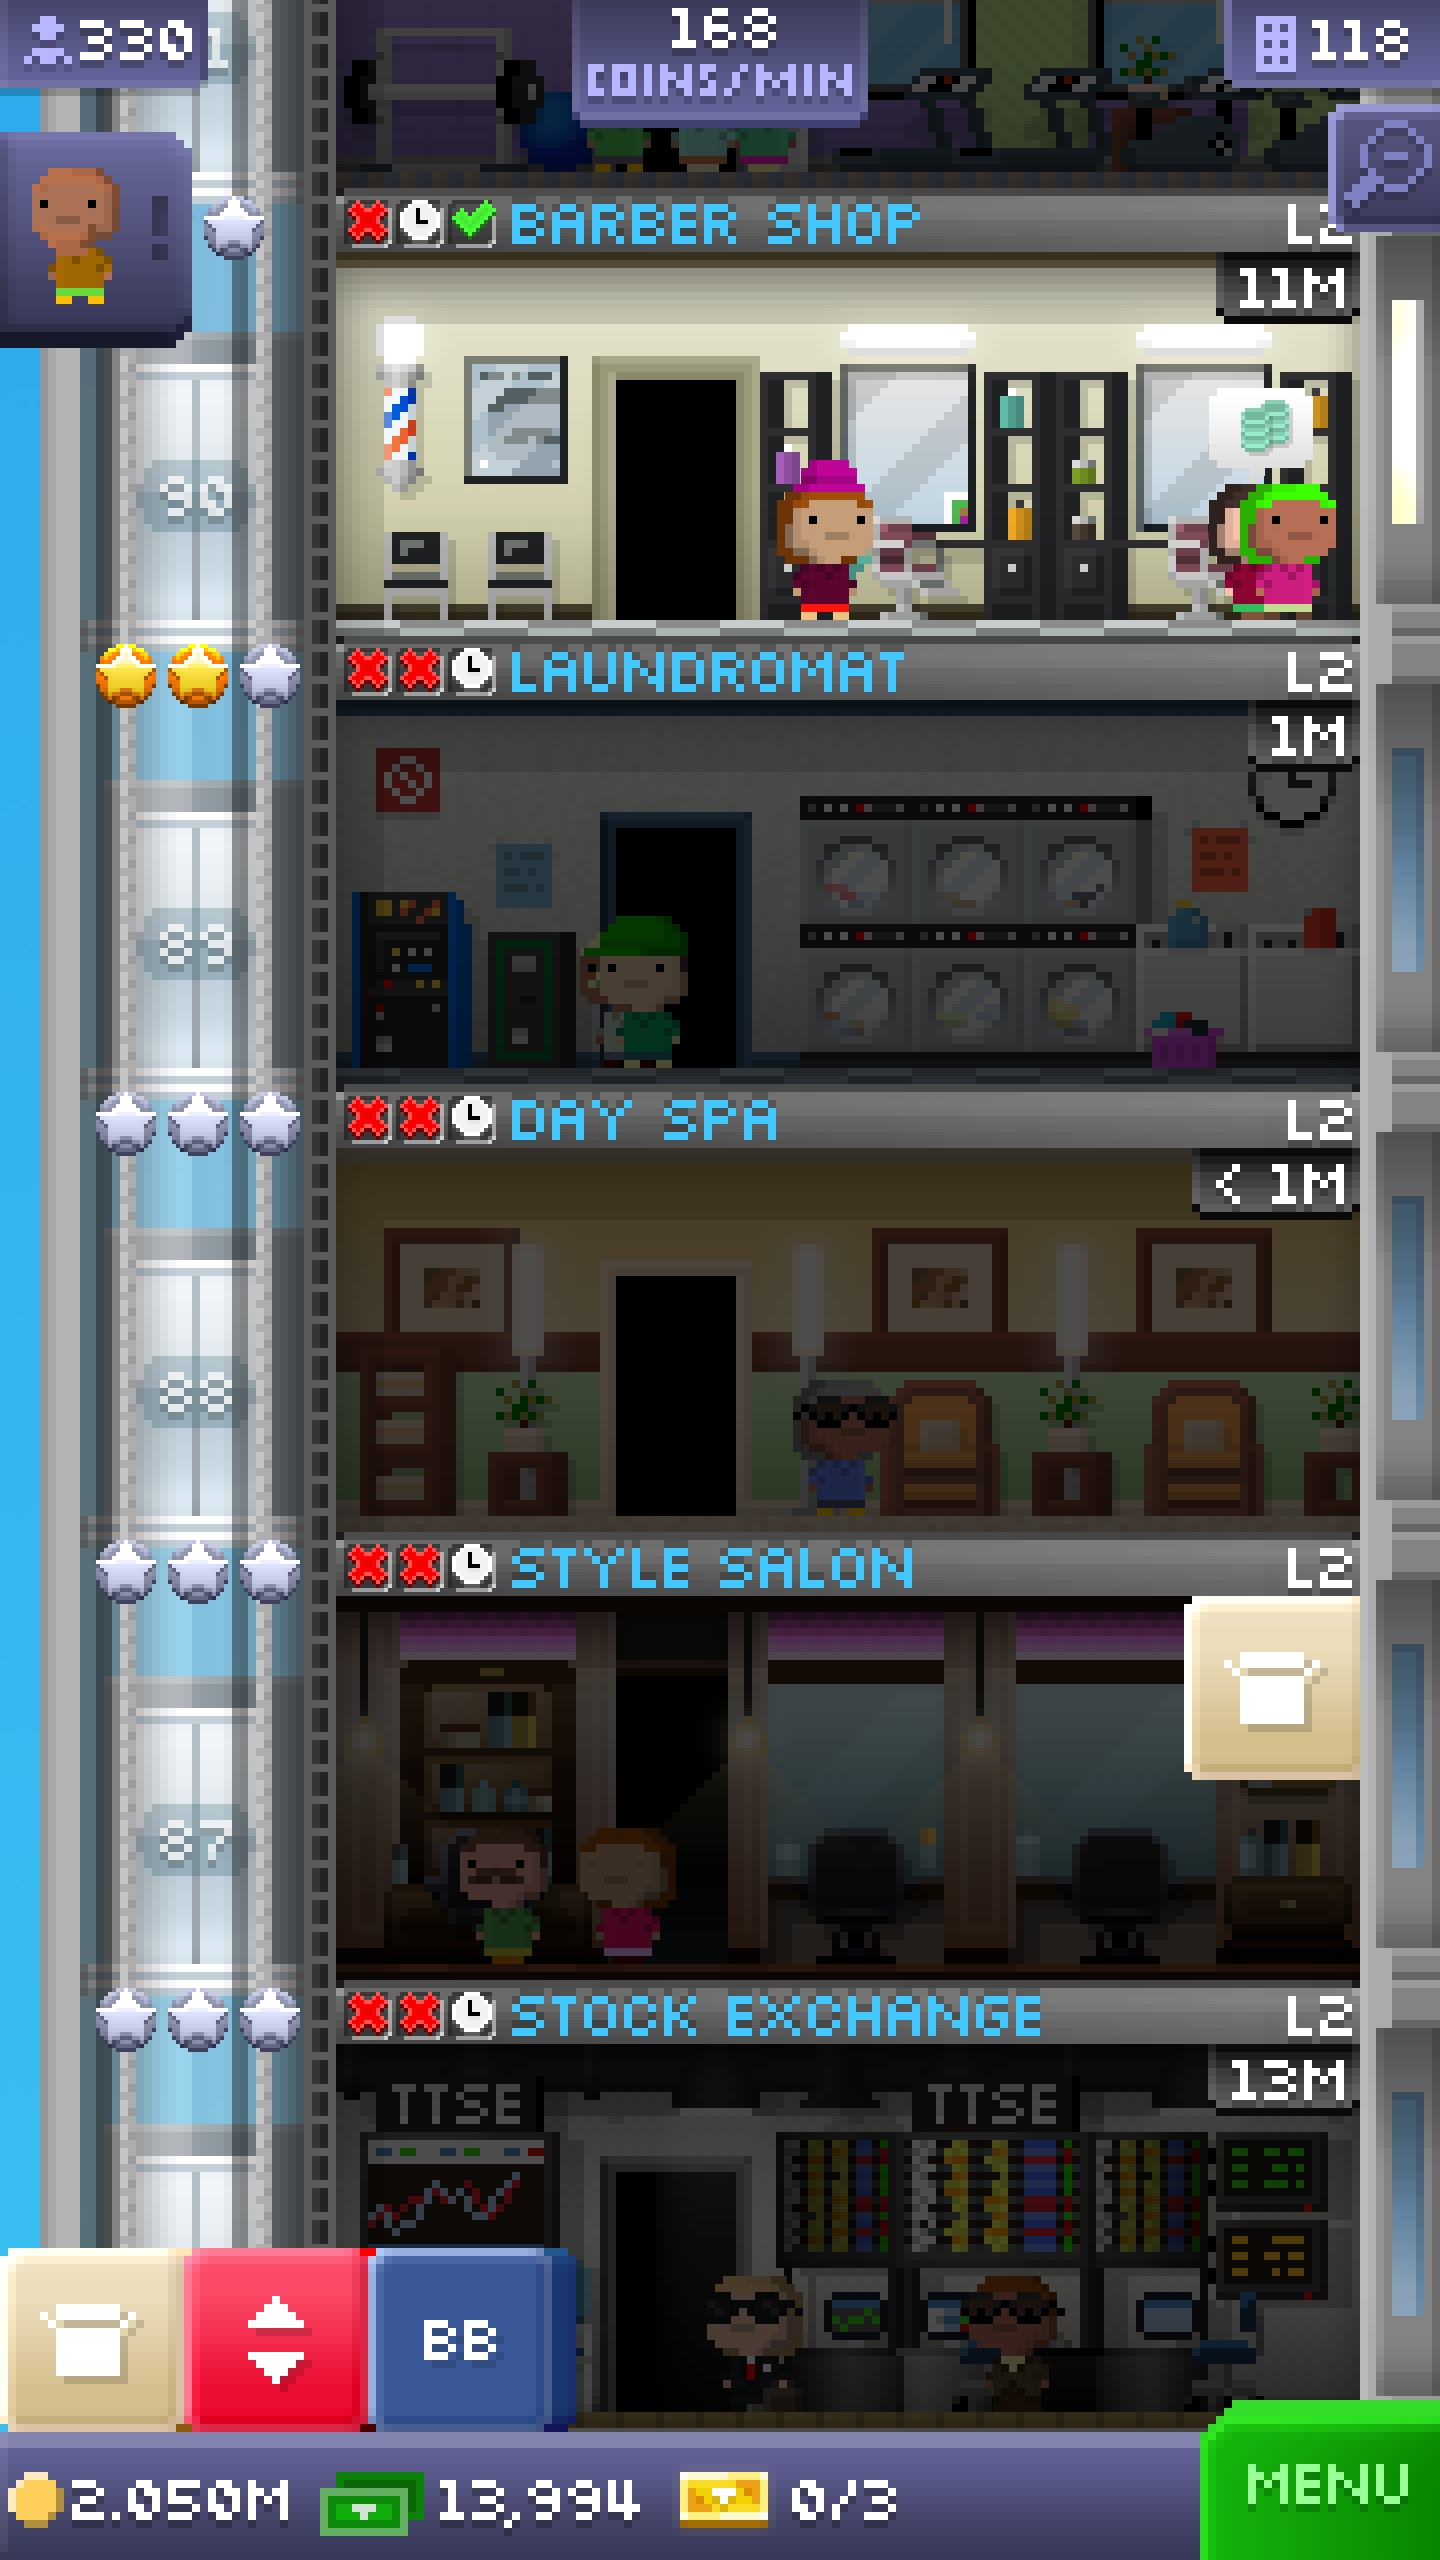 330
168
COINS/MIN
118
BARBER SHOP
L2
11M
90
LAUNDROMAT
L2
1M
89
DAY SPA
L2
< 1M
88
STYLE SALON
L2
87
STOCK EXCHANGE
L2
13M
TTSE
TTSE
BB
MENU
2.050M
13,994
0/3